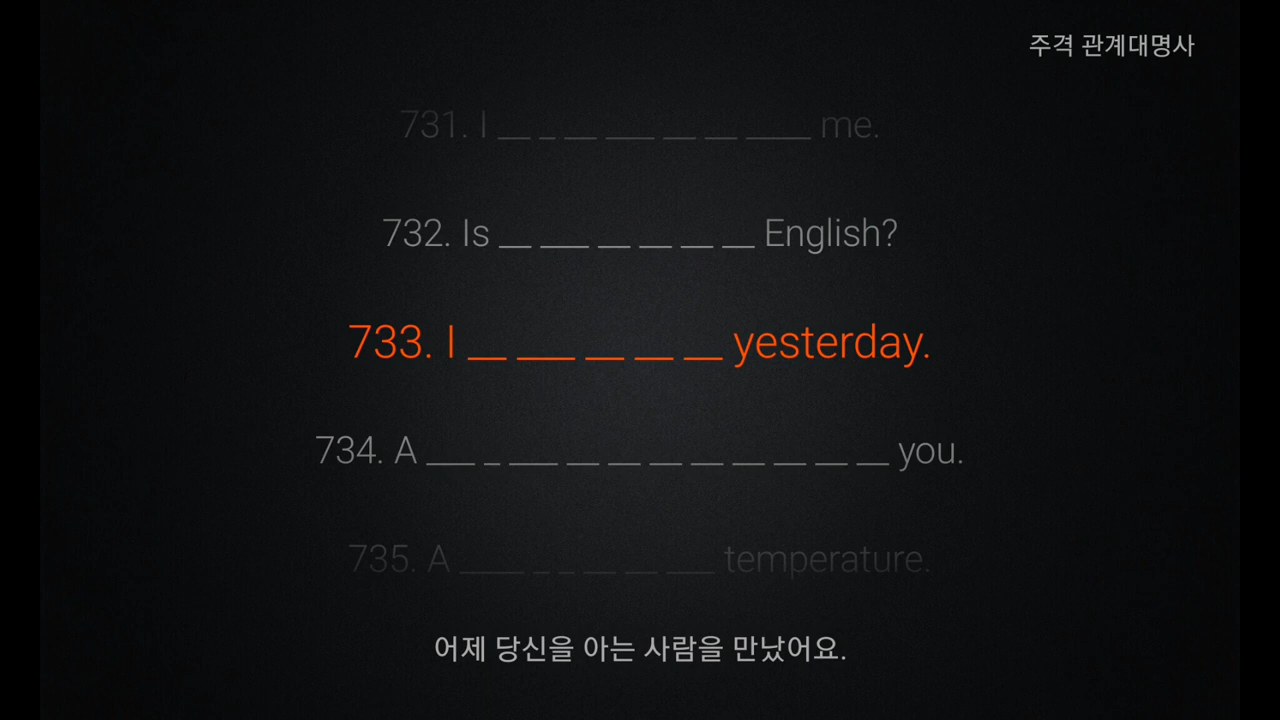 주격 관계대명사
731. I __ _ __ ___ __ __ ____ me.
732. Is __ ___ __ __ __ __ English?
733. I __ ___ __ __ __ yesterday.
734. A ___ _ ___ __ __ __ __ __ __ __ __ you.
735. A ____ _ _ __ __ ___ temperature.
어제 당신을 아는 사람을 만났어요.